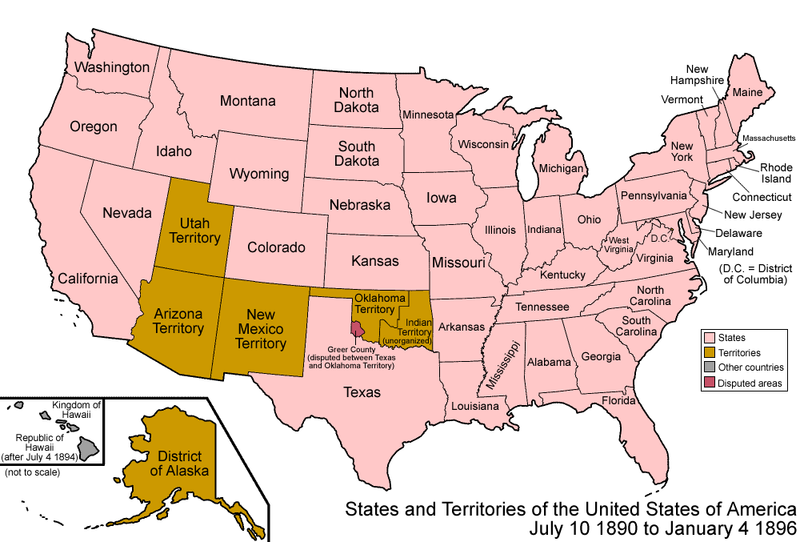 Washington
Oregon
Idaho
Montana
North
Dakota
South
Dakota
Minnesota
Wisconsin
Michigan
New
Hampshire
Vermont
Maine
Massachusetts
New
York
Rhode
Island
Connecticut
New Jersey
Pennsylvania
Delaware
Maryland
(D.C. = District
of Columbia)
D.C.
Wyoming
Nebraska
Iowa
Illinois
Indiana
Ohio
West
Virginia
Virginia
Nevada
Utah
Territory
Colorado
Kansas
Missouri
Kentucky
California
Arizona
Territory
New
Mexico
Territory
Oklahoma
Territory
Indian
Territory
(unorganized)
Greer County
(disputed between Texas
and Oklahoma Territory)
Arkansas
Tennessee
North
Carolina
South
Carolina
Mississippi
Alabama
Georgia
Texas
Louisiana
Florida
States
Territories
Other countries
Disputed areas
Kingdom of
Hawaii
Republic of
Hawaii
(after July 4 1894)
(not to scale)
District
of Alaska
States and Territories of the United States of America
July 10 1890 to January 4 1896